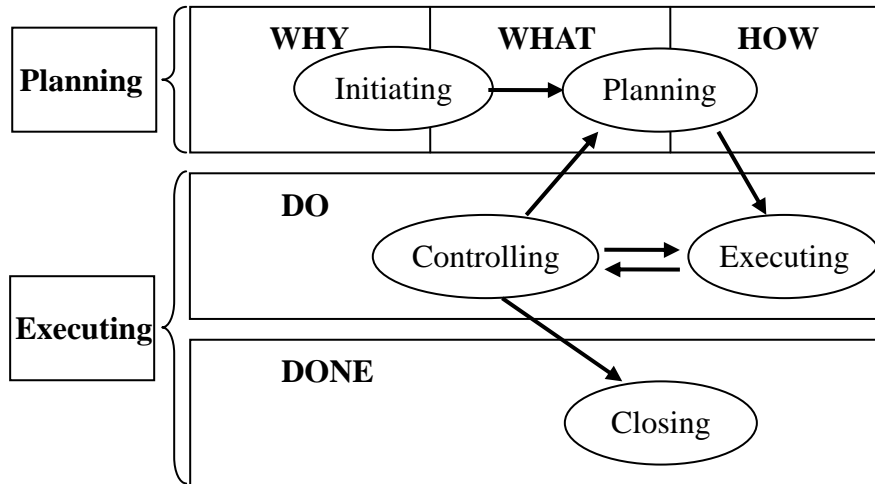 WHY
WHAT
HOW
Planning
Initiating
Planning
DO
Controlling
Executing
Executing
DONE
Closing